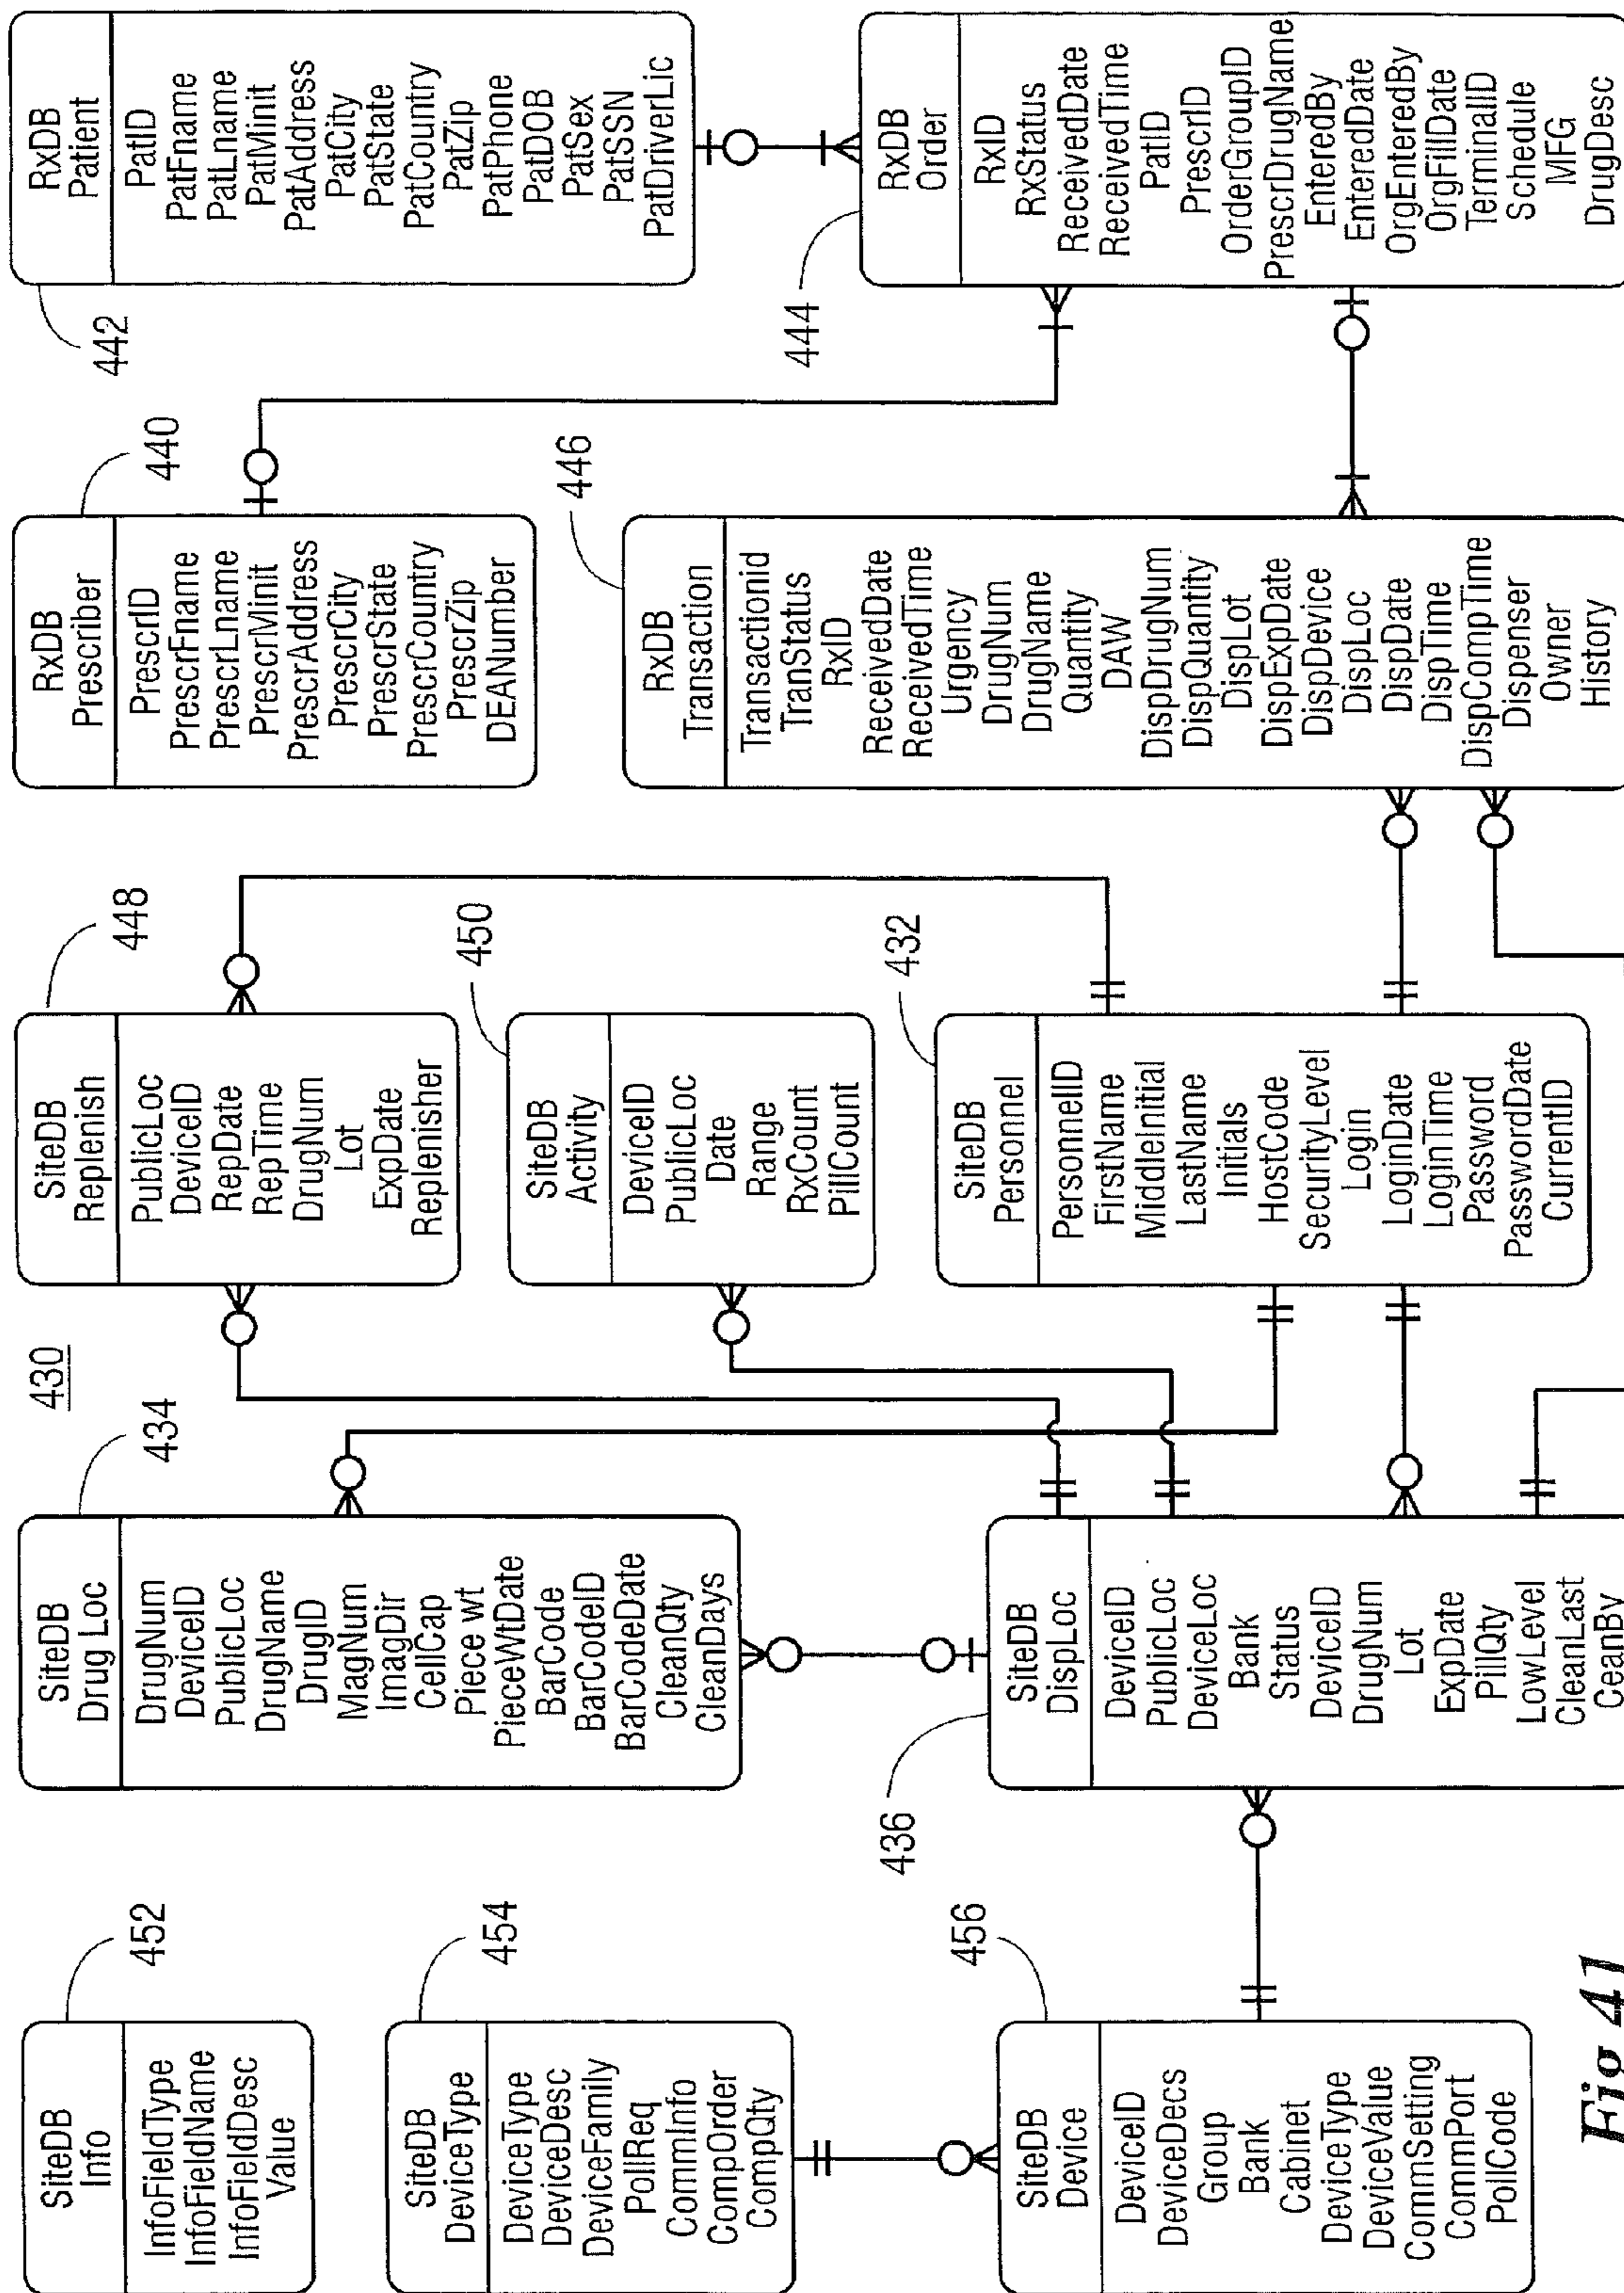 430
452
SiteDB
Info
InfoFieldType
InfoFieldName
InfoFieldDesc
Value
454
SiteDB
DeviceType
DeviceType
DeviceDesc
DeviceFamily
PollReq
CommInfo
CompOrder
CompQty
456
SiteDB
Device
DeviceID
DeviceDecs
Group
Bank
Cabinet
DeviceType
DeviceValue
CommSetting
CommPort
PollCode
434
SiteDB
Drug Loc
DrugNum
DeviceID
PublicLoc
DrugName
DrugID
MagNum
ImagDir
CellCap
Piece wt
PieceWtDate
BarCode
BarCodeID
BarCodeDate
CleanQty
CleanDays
436
SiteDB
DispLoc
DeviceID
PublicLoc
DeviceLoc
Bank
Status
DeviceID
DrugNum
Lot
ExpDate
PillQty
LowLevel
CleanLast
CeanBy
448
SiteDB
Replenish
PublicLoc
DeviceID
RepDate
RepTime
DrugNum
Lot
ExpDate
Replenisher
450
SiteDB
Activity
DeviceID
PublicLoc
Date
Range
RxCount
PillCount
432
SiteDB
Personnel
PersonnelID
FirstName
MiddleInitial
LastName
Initials
HostCode
SecurityLevel
Login
LoginDate
LoginTime
Password
PasswordDate
CurrentID
440
RxDB
Prescriber
PrescrID
PrescrFname
PrescrLname
PrescrMinit
PrescrAddress
PrescrCity
PrescrState
PrescrCountry
PrescrZip
DEANumber
446
RxDB
Transaction
Transactionid
TranStatus
RxID
ReceivedDate
ReceivedTime
Urgency
DrugNum
DrugName
Quantity
DAW
DispDrugNum
DispQuantity
DispLot
DispExpDate
DispDevice
DispLoc
DispDate
DispTime
DispCompTime
Dispenser
Owner
History
442
RxDB
Patient
PatID
PatFname
PatLname
PatMinit
PatAddress
PatCity
PatState
PatCountry
PatZip
PatPhone
PatDOB
PatSex
PatSSN
PatDriverLic
444
RxDB
Order
RxID
RxStatus
ReceivedDate
ReceivedTime
PatID
PrescrID
OrderGroupID
PrescrDrugName
EnteredBy
EnteredDate
OrgEnteredBy
OrgFillDate
TerminalID
Schedule
MFG
DrugDesc
Fig 41